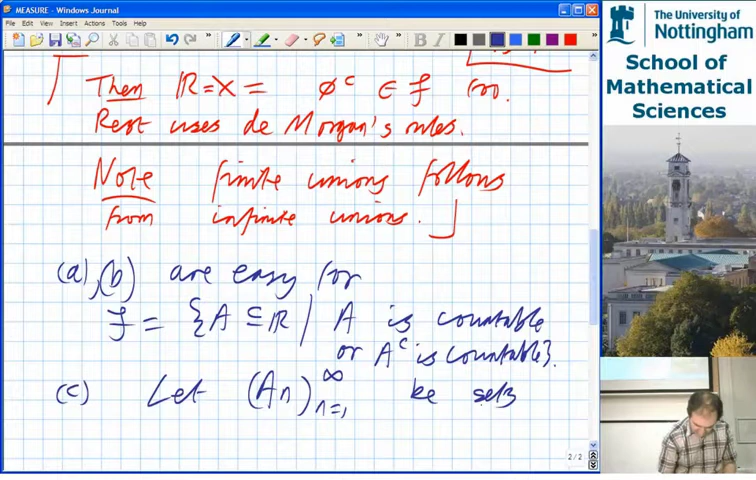 MEASURE - Windows Journal
File Edit View Insert Actions Tools Help
Then ℝ=X= ∅ᶜ ∈ f too.
Rest uses de Morgan's rules.
Note finite unions follows
from infinite unions.
(a),(b) are easy for
f = {A ⊆ ℝ | A is countable
or Aᶜ is countable}.
(c) Let (An)∞n=1 be sets
2/2
The University of
Nottingham
School of
Mathematical
Sciences